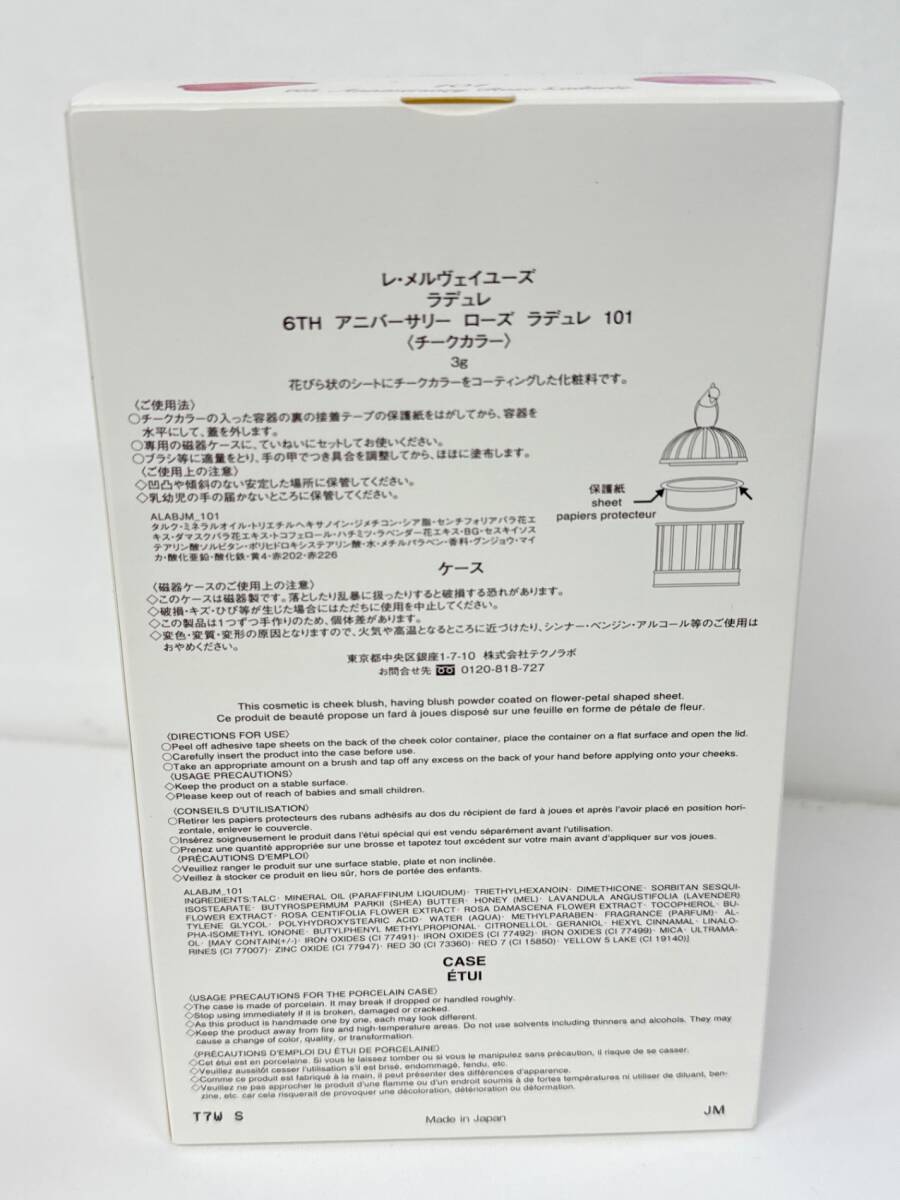 101
6th Anniversary Rose Laduree
レ・メルヴェイユーズ
ラデュレ
6TH アニバーサリー ローズ ラデュレ 101
〈チークカラー〉
3g
花びら状のシートにチークカラーをコーティングした化粧料です。
〈ご使用法〉
○チークカラーの入った容器の裏の接着テープの保護紙をはがしてから、容器を
水平にして、蓋を外します。
○専用の磁器ケースに、ていねいにセットしてお使いください。
○ブラシ等に適量をとり、手の甲でつき具合を調整してから、ほほに塗布します。
〈ご使用上の注意〉
◇凹凸や傾斜のない安定した場所に保管してください。
◇乳幼児の手の届かないところに保管してください。
保護紙
sheet
papiers protecteur
ALABJM_101
タルク・ミネラルオイル・トリエチルヘキサノイン・ジメチコン・シア脂・センチフォリアバラ花エ
キス・ダマスクバラ花エキス・トコフェロール・ハチミツ・ラベンダー花エキス・BG・セスキイソス
テアリン酸ソルビタン・ポリヒドロキシステアリン酸・水・メチルパラベン・香料・グンジョウ・マイ
カ・酸化亜鉛・酸化鉄・黄4・赤202・赤226
ケース
〈磁器ケースのご使用上の注意〉
◇このケースは磁器製です。落としたり乱暴に扱ったりすると破損する恐れがあります。
◇破損・キズ・ひび等が生じた場合にはただちに使用を中止してください。
◇この製品は1つずつ手作りのため、個体差があります。
◇変色・変質・変形の原因となりますので、火気や高温となるところに近づけたり、シンナー・ベンジン・アルコール等のご使用は
おやめください。
東京都中央区銀座1-7-10 株式会社テクノラボ
お問合せ先 0120-818-727
This cosmetic is cheek blush, having blush powder coated on flower-petal shaped sheet.
Ce produit de beauté propose un fard à joues disposé sur une feuille en forme de pétale de fleur.
〈DIRECTIONS FOR USE〉
○Peel off adhesive tape sheets on the back of the cheek color container, place the container on a flat surface and open the lid.
○Carefully insert the product into the case before use.
○Take an appropriate amount on a brush and tap off any excess on the back of your hand before applying onto your cheeks.
〈USAGE PRECAUTIONS〉
◇Keep the product on a stable surface.
◇Please keep out of reach of babies and small children.
〈CONSEILS D'UTILISATION〉
○Retirer les papiers protecteurs des rubans adhésifs au dos du récipient de fard à joues et après l'avoir placé en position hori-
zontale, enlever le couvercle.
○Insérez soigneusement le produit dans l'étui spécial qui est vendu séparément avant l'utilisation.
○Prenez une quantité appropriée sur une brosse et tapotez tout excédent sur votre main avant d'appliquer sur vos joues.
〈PRÉCAUTIONS D'EMPLOI〉
◇Veuillez ranger le produit sur une surface stable, plate et non inclinée.
◇Veillez à stocker ce produit en lieu sûr, hors de portée des enfants.
ALABJM_101
INGREDIENTS:TALC・ MINERAL OIL (PARAFFINUM LIQUIDUM)・ TRIETHYLHEXANOIN・ DIMETHICONE・ SORBITAN SESQUI-
ISOSTEARATE・ BUTYROSPERMUM PARKII (SHEA) BUTTER・ HONEY (MEL)・ LAVANDULA ANGUSTIFOLIA (LAVENDER)
FLOWER EXTRACT・ ROSA CENTIFOLIA FLOWER EXTRACT・ ROSA DAMASCENA FLOWER EXTRACT・ TOCOPHEROL・ BU-
TYLENE GLYCOL・ POLYHYDROXYSTEARIC ACID・ WATER (AQUA)・ METHYLPARABEN・ FRAGRANCE (PARFUM)・ AL-
PHA-ISOMETHYL IONONE・ BUTYLPHENYL METHYLPROPIONAL・ CITRONELLOL・ GERANIOL・ HEXYL CINNAMAL・ LINALO-
OL・ [MAY CONTAIN(+/-)・ IRON OXIDES (CI 77491)・ IRON OXIDES (CI 77492)・ IRON OXIDES (CI 77499)・ MICA・ ULTRAMA-
RINES (CI 77007)・ ZINC OXIDE (CI 77947)・ RED 30 (CI 73360)・ RED 7 (CI 15850)・ YELLOW 5 LAKE (CI 19140)]
CASE
ÉTUI
〈USAGE PRECAUTIONS FOR THE PORCELAIN CASE〉
◇The case is made of porcelain. It may break if dropped or handled roughly.
◇Stop using immediately if it is broken, damaged or cracked.
◇As this product is handmade one by one, each may look different.
◇Keep the product away from fire and high-temperature areas. Do not use solvents including thinners and alcohols. They may
cause a change of color, quality, or transformation.
〈PRÉCAUTIONS D'EMPLOI DU ÉTUI DE PORCELAINE〉
◇Cet étui est en porcelaine. Si vous le laissez tomber ou si vous le manipulez sans précaution, il risque de se casser.
◇Veuillez aussitôt cesser l'utilisation s'il est brisé, endommagé, fendu, etc.
◇Comme ce produit est fabriqué à la main, il peut présenter des différences d'apparence.
◇Veuillez ne pas approcher le produit d'une flamme ou d'un endroit soumis à de fortes températures ni utiliser de diluant, ben-
zine, etc. car cela risquerait de provoquer une décoloration, détérioration ou déformation.
T7W S
Made in Japan
JM